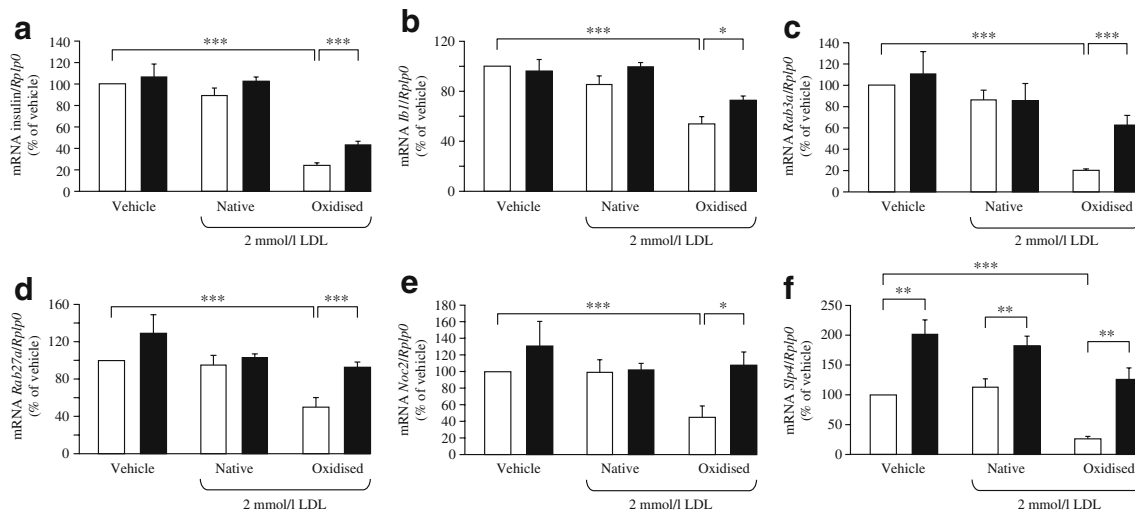 a
***
***
mRNA insulin/Rplp0
(% of vehicle)
140
120
100
80
60
40
20
0
Vehicle
Native
Oxidised
2 mmol/l LDL
b
***
*
mRNA Ib1/Rplp0
(% of vehicle)
120
100
80
60
40
20
0
Vehicle
Native
Oxidised
2 mmol/l LDL
c
***
***
mRNA Rab3a/Rplp0
(% of vehicle)
140
120
100
80
60
40
20
0
Vehicle
Native
Oxidised
2 mmol/l LDL
d
***
***
mRNA Rab27a/Rplp0
(% of vehicle)
160
120
100
80
40
0
Vehicle
Native
Oxidised
2 mmol/l LDL
e
***
*
mRNA Noc2/Rplp0
(% of vehicle)
180
160
140
120
100
80
60
40
20
0
Vehicle
Native
Oxidised
2 mmol/l LDL
f
***
**
**
**
mRNA Slp4/Rplp0
(% of vehicle)
250
200
150
100
50
0
Vehicle
Native
Oxidised
2 mmol/l LDL